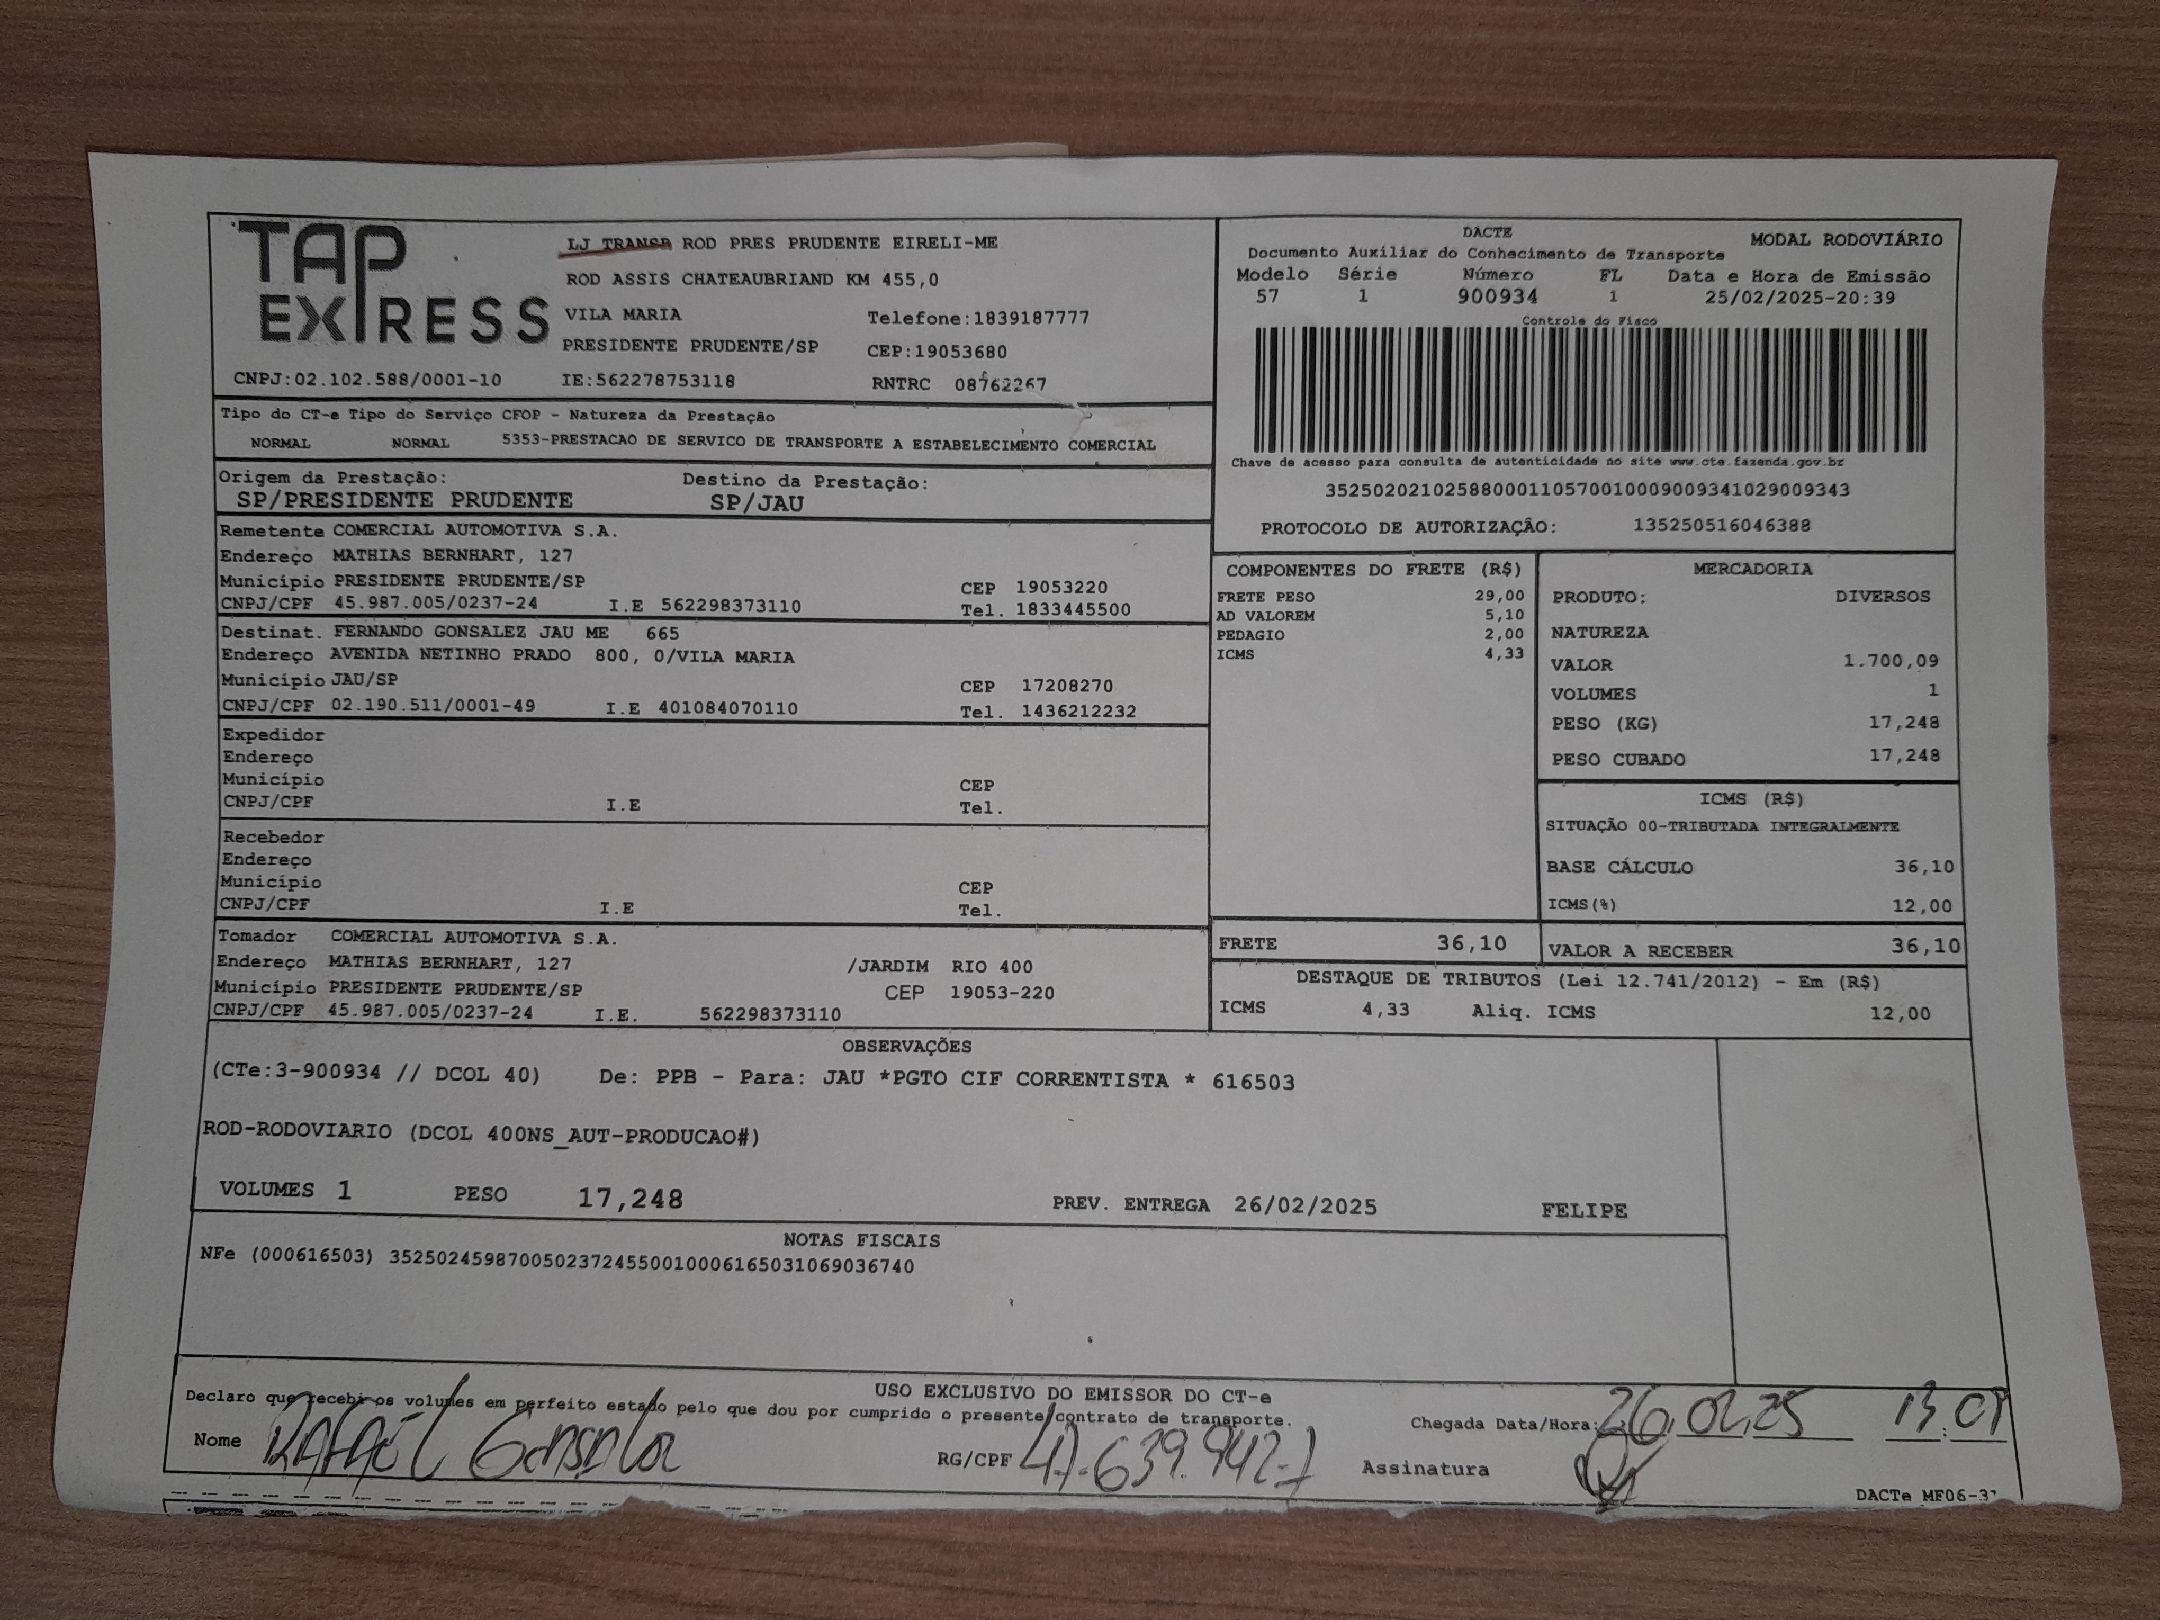 TAP
EXPRESS
LJ TRANSP ROD PRES PRUDENTE EIRELI-ME
ROD ASSIS CHATEAUBRIAND KM 455,0
VILA MARIA Telefone:1839187777
PRESIDENTE PRUDENTE/SP CEP:19053680
CNPJ:02.102.588/0001-10 IE:562278753118 RNTRC 08762267
DACTE MODAL RODOVIÁRIO
Documento Auxiliar do Conhecimento de Transporte
Modelo Série Número FL Data e Hora de Emissão
57 1 900934 1 25/02/2025-20:39
Controle do Fisco
Chave de acesso para consulta de autenticidade no site www.cte.fazenda.gov.br
35250202102588000110570010009009341029009343
PROTOCOLO DE AUTORIZAÇÃO: 135250516046388
Tipo do CT-e Tipo do Serviço CFOP - Natureza da Prestação
NORMAL NORMAL 5353-PRESTACAO DE SERVICO DE TRANSPORTE A ESTABELECIMENTO COMERCIAL
Origem da Prestação: Destino da Prestação:
SP/PRESIDENTE PRUDENTE SP/JAU
Remetente COMERCIAL AUTOMOTIVA S.A.
Endereço MATHIAS BERNHART, 127
Município PRESIDENTE PRUDENTE/SP CEP 19053220
CNPJ/CPF 45.987.005/0237-24 I.E 562298373110 Tel. 1833445500
Destinat. FERNANDO GONSALEZ JAU ME 665
Endereço AVENIDA NETINHO PRADO 800, 0/VILA MARIA
Município JAU/SP CEP 17208270
CNPJ/CPF 02.190.511/0001-49 I.E 401084070110 Tel. 1436212232
Expedidor
Endereço
Município CEP
CNPJ/CPF I.E Tel.
Recebedor
Endereço
Município CEP
CNPJ/CPF I.E Tel.
Tomador COMERCIAL AUTOMOTIVA S.A.
Endereço MATHIAS BERNHART, 127 /JARDIM RIO 400
Município PRESIDENTE PRUDENTE/SP CEP 19053-220
CNPJ/CPF 45.987.005/0237-24 I.E. 562298373110
COMPONENTES DO FRETE (R$)
FRETE PESO 29,00
AD VALOREM 5,10
PEDAGIO 2,00
ICMS 4,33
MERCADORIA
PRODUTO: DIVERSOS
NATUREZA
VALOR 1.700,09
VOLUMES 1
PESO (KG) 17,248
PESO CUBADO 17,248
ICMS (R$)
SITUAÇÃO 00-TRIBUTADA INTEGRALMENTE
BASE CÁLCULO 36,10
ICMS(%) 12,00
FRETE 36,10 VALOR A RECEBER 36,10
DESTAQUE DE TRIBUTOS (Lei 12.741/2012) - Em (R$)
ICMS 4,33 Aliq. ICMS 12,00
OBSERVAÇÕES
(CTe:3-900934 // DCOL 40) De: PPB - Para: JAU *PGTO CIF CORRENTISTA * 616503
ROD-RODOVIARIO (DCOL 400NS_AUT-PRODUCAO#)
VOLUMES 1 PESO 17,248 PREV. ENTREGA 26/02/2025 FELIPE
NOTAS FISCAIS
NFe (000616503) 35250245987005023724550010006165031069036740
USO EXCLUSIVO DO EMISSOR DO CT-e
Declaro que recebi os volumes em perfeito estado pelo que dou por cumprido o presente contrato de transporte.
Chegada Data/Hora: 26.02.25
Nome Rafael RG/CPF 47.639.942-7 Assinatura
DACTe MF06-3